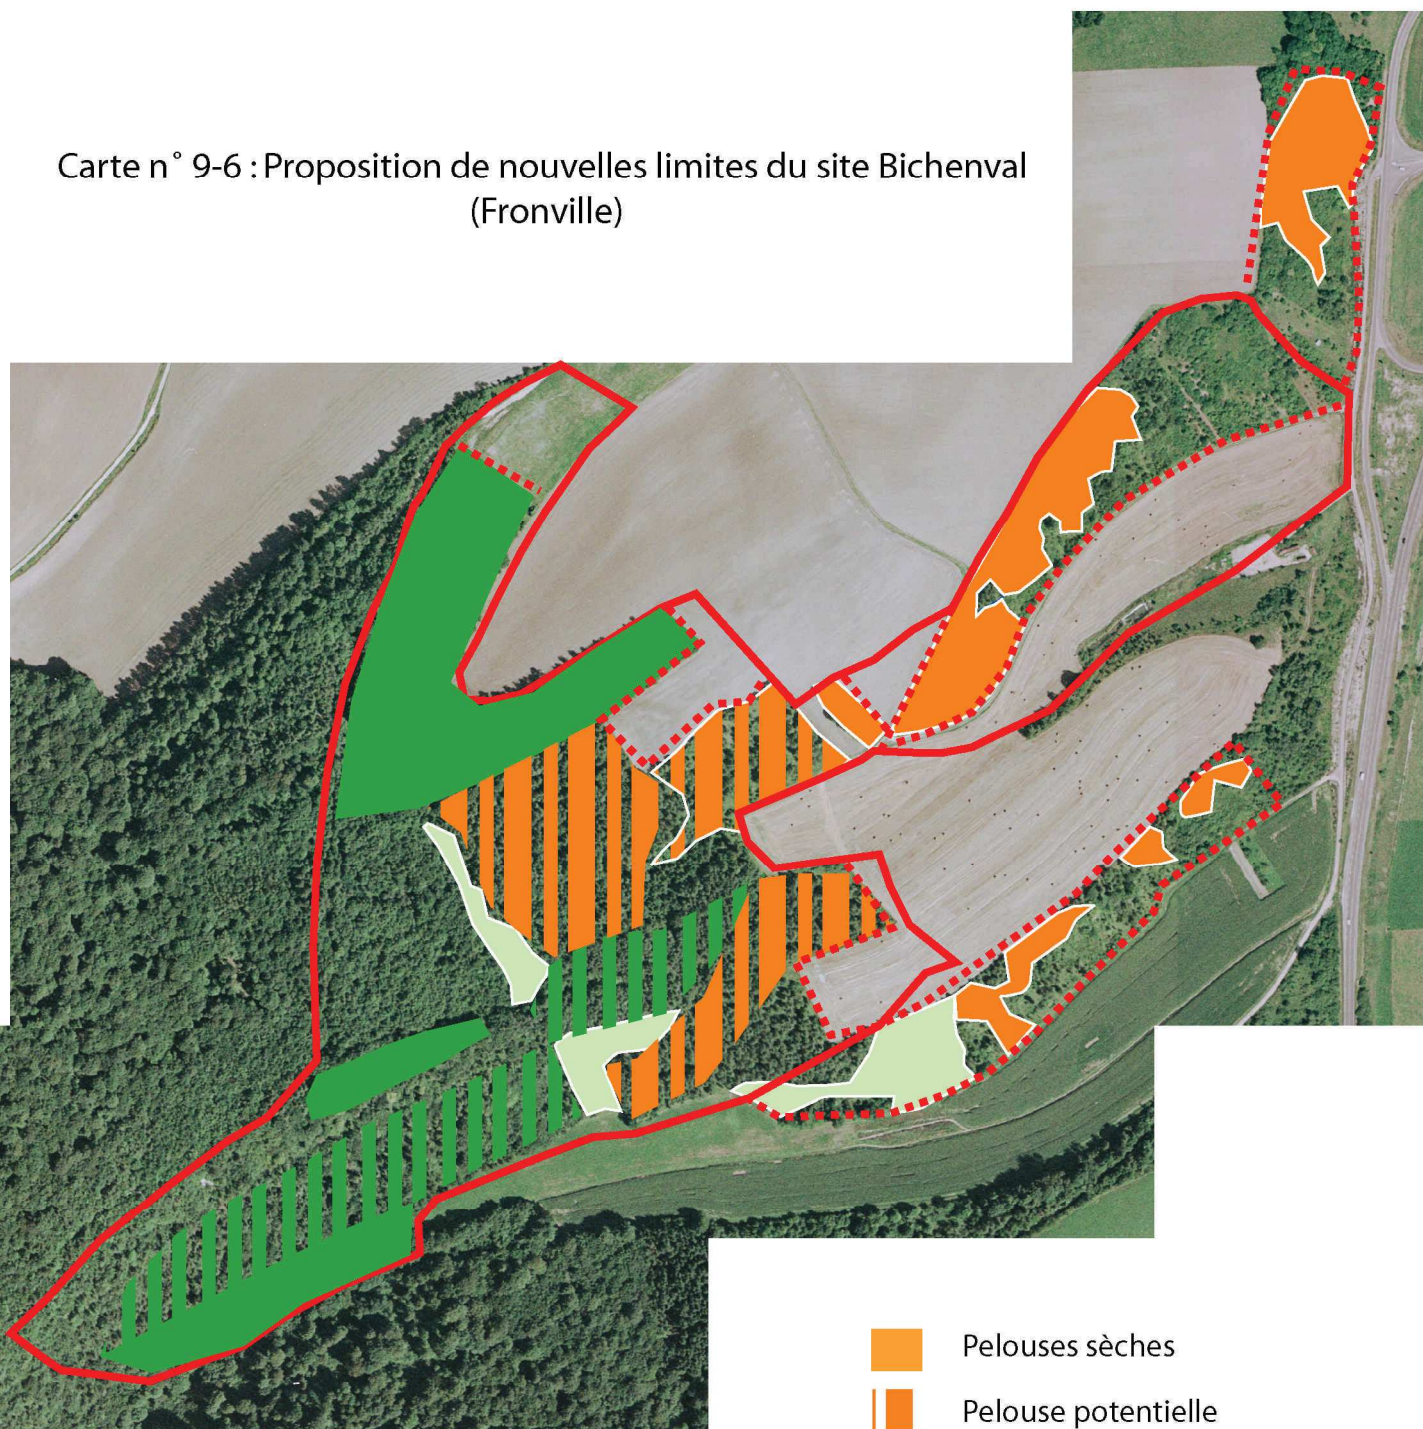 Carte n° 9-6 : Proposition de nouvelles limites du site Bichenval
(Fronville)
Pelouses sèches
Pelouse potentielle